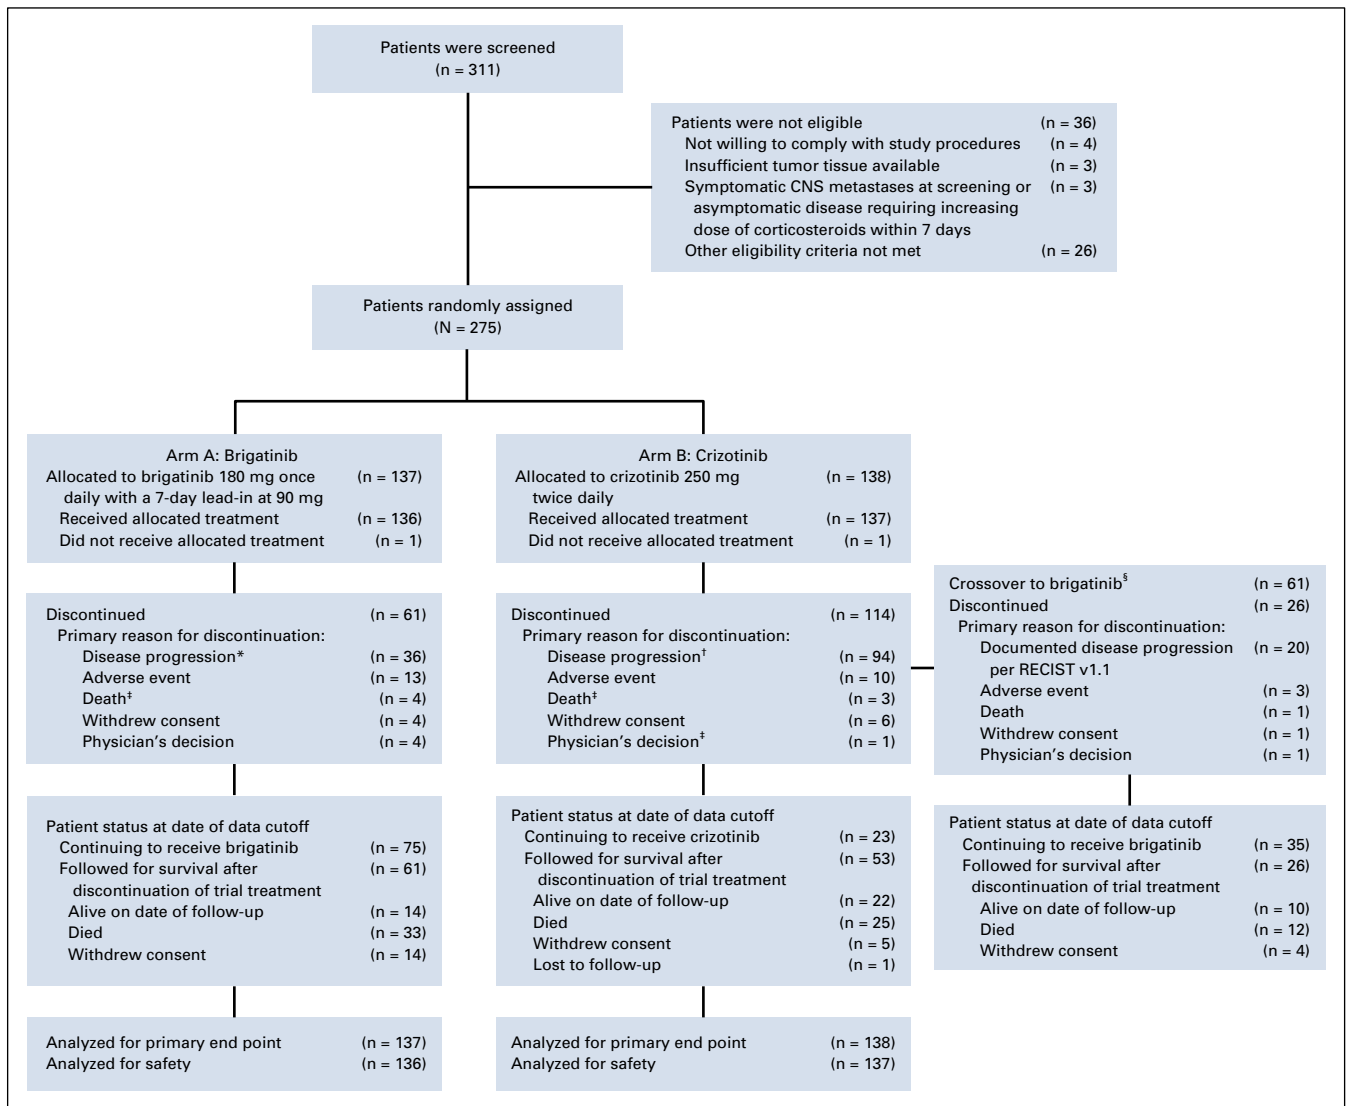 Patients were screened
(n = 311)
Patients were not eligible (n = 36)
Not willing to comply with study procedures (n = 4)
Insufficient tumor tissue available (n = 3)
Symptomatic CNS metastases at screening or (n = 3)
asymptomatic disease requiring increasing
dose of corticosteroids within 7 days
Other eligibility criteria not met (n = 26)
Patients randomly assigned
(N = 275)
Arm A: Brigatinib
Allocated to brigatinib 180 mg once (n = 137)
daily with a 7-day lead-in at 90 mg
Received allocated treatment (n = 136)
Did not receive allocated treatment (n = 1)
Arm B: Crizotinib
Allocated to crizotinib 250 mg (n = 138)
twice daily
Received allocated treatment (n = 137)
Did not receive allocated treatment (n = 1)
Discontinued (n = 61)
Primary reason for discontinuation:
Disease progression* (n = 36)
Adverse event (n = 13)
Death‡ (n = 4)
Withdrew consent (n = 4)
Physician's decision (n = 4)
Discontinued (n = 114)
Primary reason for discontinuation:
Disease progression† (n = 94)
Adverse event (n = 10)
Death‡ (n = 3)
Withdrew consent (n = 6)
Physician's decision‡ (n = 1)
Crossover to brigatinib§ (n = 61)
Discontinued (n = 26)
Primary reason for discontinuation:
Documented disease progression (n = 20)
per RECIST v1.1
Adverse event (n = 3)
Death (n = 1)
Withdrew consent (n = 1)
Physician's decision (n = 1)
Patient status at date of data cutoff
Continuing to receive brigatinib (n = 75)
Followed for survival after (n = 61)
discontinuation of trial treatment
Alive on date of follow-up (n = 14)
Died (n = 33)
Withdrew consent (n = 14)
Patient status at date of data cutoff
Continuing to receive crizotinib (n = 23)
Followed for survival after (n = 53)
discontinuation of trial treatment
Alive on date of follow-up (n = 22)
Died (n = 25)
Withdrew consent (n = 5)
Lost to follow-up (n = 1)
Patient status at date of data cutoff
Continuing to receive brigatinib (n = 35)
Followed for survival after (n = 26)
discontinuation of trial treatment
Alive on date of follow-up (n = 10)
Died (n = 12)
Withdrew consent (n = 4)
Analyzed for primary end point (n = 137)
Analyzed for safety (n = 136)
Analyzed for primary end point (n = 138)
Analyzed for safety (n = 137)